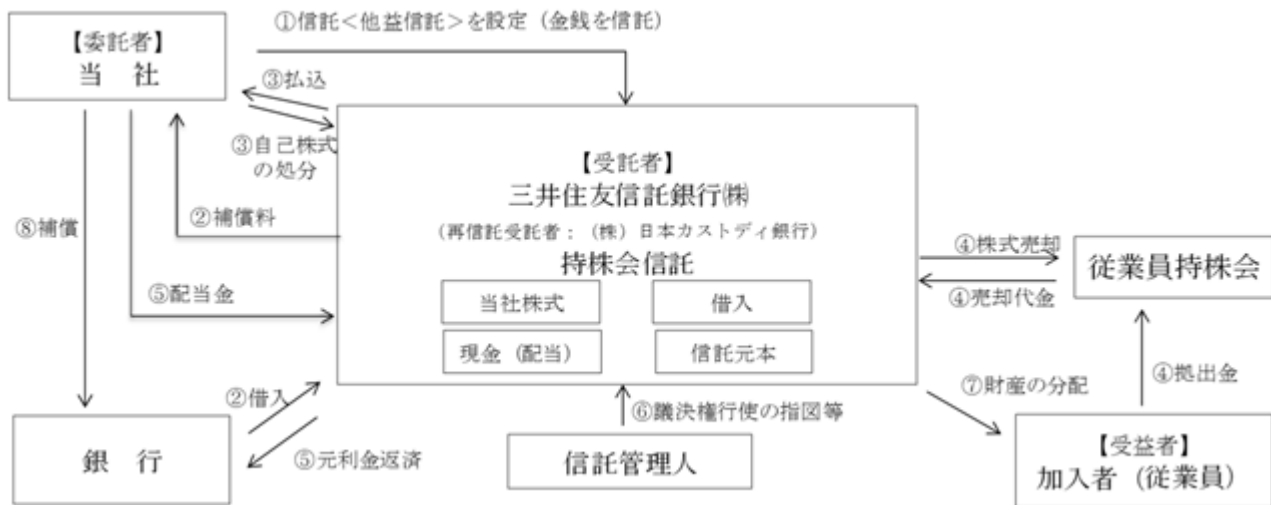 ①信託＜他益信託＞を設定（金銭を信託）
【委託者】
当　社
③払込
③自己株式
の処分
【受託者】
三井住友信託銀行㈱
（再信託受託者：（株）日本カストディ銀行）
持株会信託
⑧補償
②補償料
④株式売却
従業員持株会
⑤配当金
④売却代金
当社株式
借入
現金（配当）
信託元本
②借入
⑦財産の分配
④拠出金
⑥議決権行使の指図等
銀　行
⑤元利金返済
信託管理人
【受益者】
加入者（従業員）